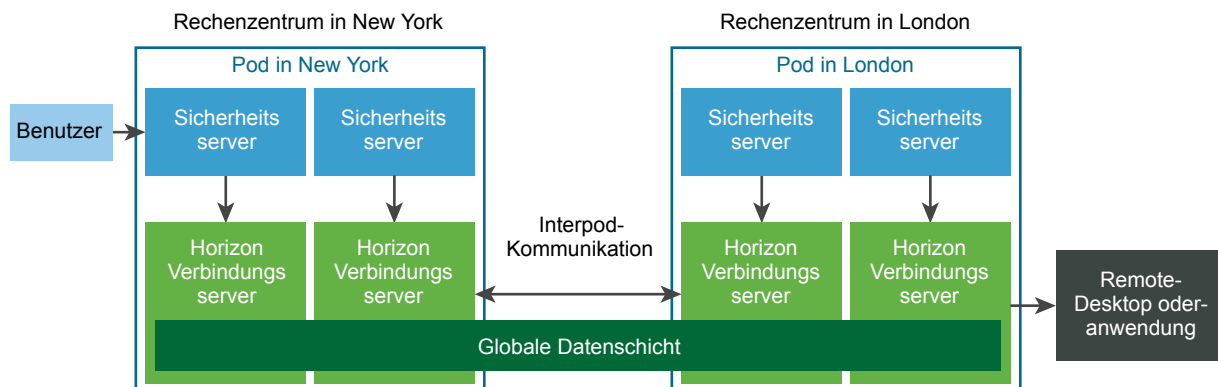 Rechenzentrum in New York
Rechenzentrum in London
Pod in New York
Pod in London
Benutzer
Sicherheits
server
Sicherheits
server
Sicherheits
server
Sicherheits
server
Interpod-
Kommunikation
Horizon
Verbindungs
server
Horizon
Verbindungs
server
Horizon
Verbindungs
server
Horizon
Verbindungs
server
Remote-
Desktop oder-
anwendung
Globale Datenschicht